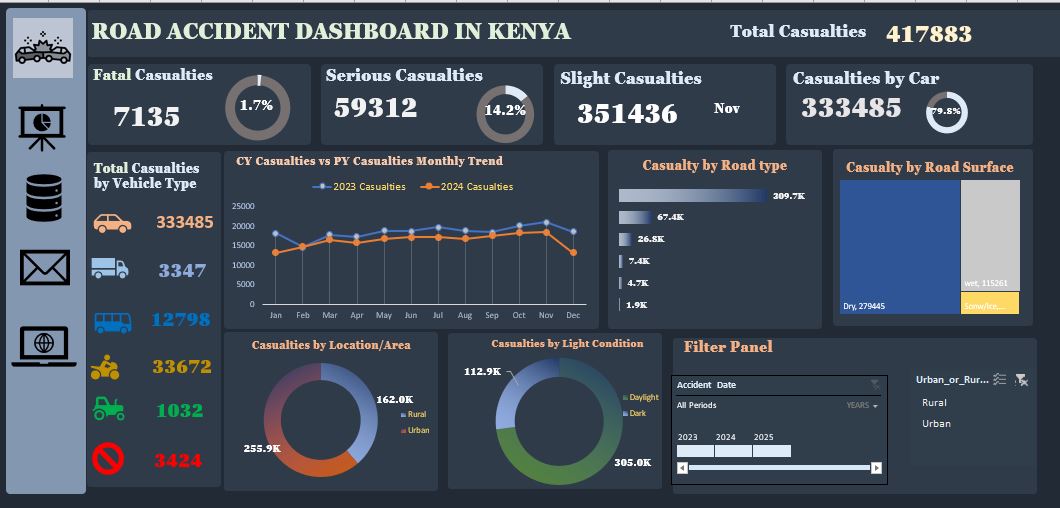 ROAD ACCIDENT DASHBOARD IN KENYA
Total Casualties 417883
Fatal Casualties
7135
1.7%
Serious Casualties
59312
14.2%
Slight Casualties
351436
Nov
Casualties by Car
333485
79.8%
Total Casualties
by Vehicle Type
333485
3347
12798
33672
1032
3424
CY Casualties vs PY Casualties Monthly Trend
2023 Casualties 2024 Casualties
25000
20000
15000
10000
5000
0
Jan Feb Mar Apr May Jun Jul Aug Sep Oct Nov Dec
Casualty by Road type
309.7K
67.4K
26.8K
7.4K
4.7K
1.9K
Casualty by Road Surface
Dry, 279445
wet, 115261
Sonw/Ice,...
Casualties by Location/Area
162.0K
Rural
Urban
255.9K
Casualties by Light Condition
112.9K
Daylight
Dark
305.0K
Filter Panel
Accident Date
All Periods
YEARS
2023 2024 2025
Urban_or_Rur...
Rural
Urban